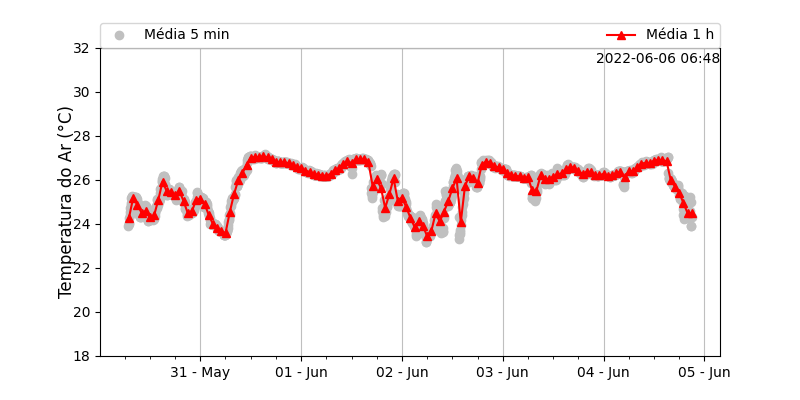 Média 5 min
Média 1 h
2022-06-06 06:48
Temperatura do Ar (°C)
32
30
28
26
24
22
20
18
31 - May
01 - Jun
02 - Jun
03 - Jun
04 - Jun
05 - Jun